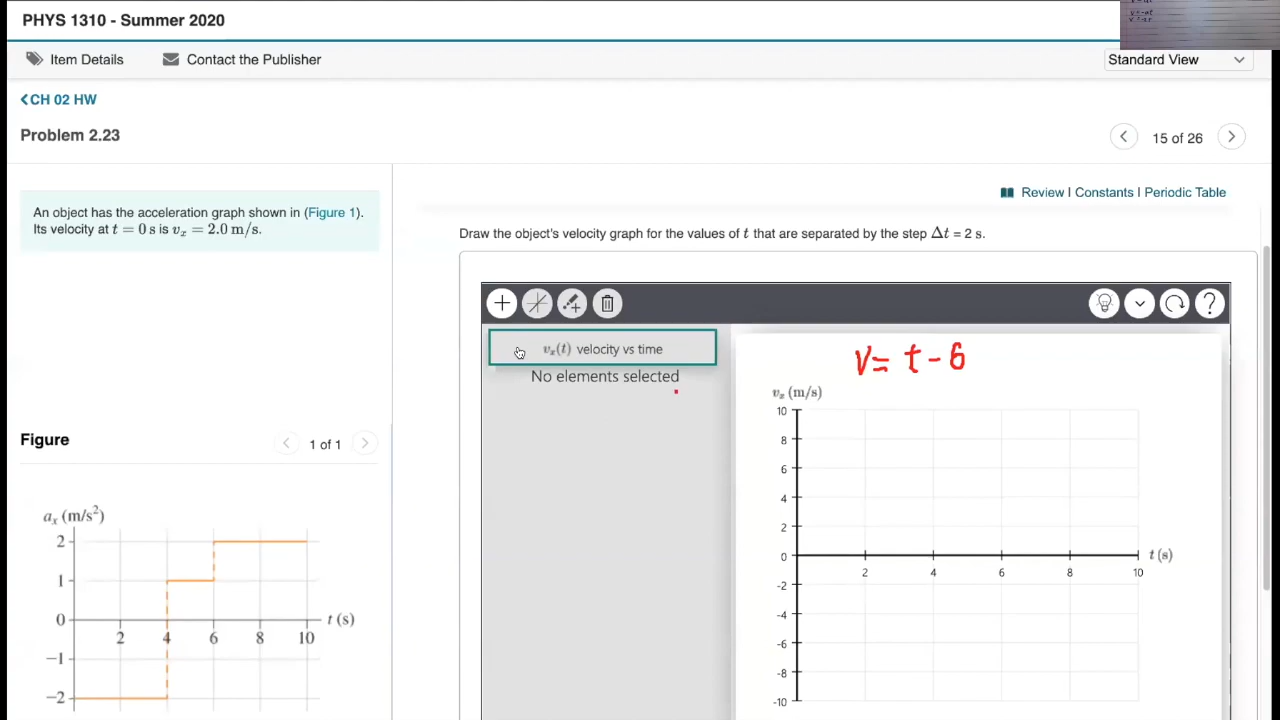 PHYS 1310 - Summer 2020
Item Details Contact the Publisher
Standard View
CH 02 HW
Problem 2.23
15 of 26
Review | Constants | Periodic Table
An object has the acceleration graph shown in (Figure 1).
Its velocity at t = 0 s is vx = 2.0 m/s.
Draw the object's velocity graph for the values of t that are separated by the step Δt = 2 s.
?
vx(t) velocity vs time
No elements selected
v = t - 6
vx (m/s)
10
8
6
4
2
0
-2
-4
-6
-8
-10
2 4 6 8 10
t (s)
Figure
1 of 1
ax (m/s²)
2
1
0
−1
−2
2 4 6 8 10
t (s)